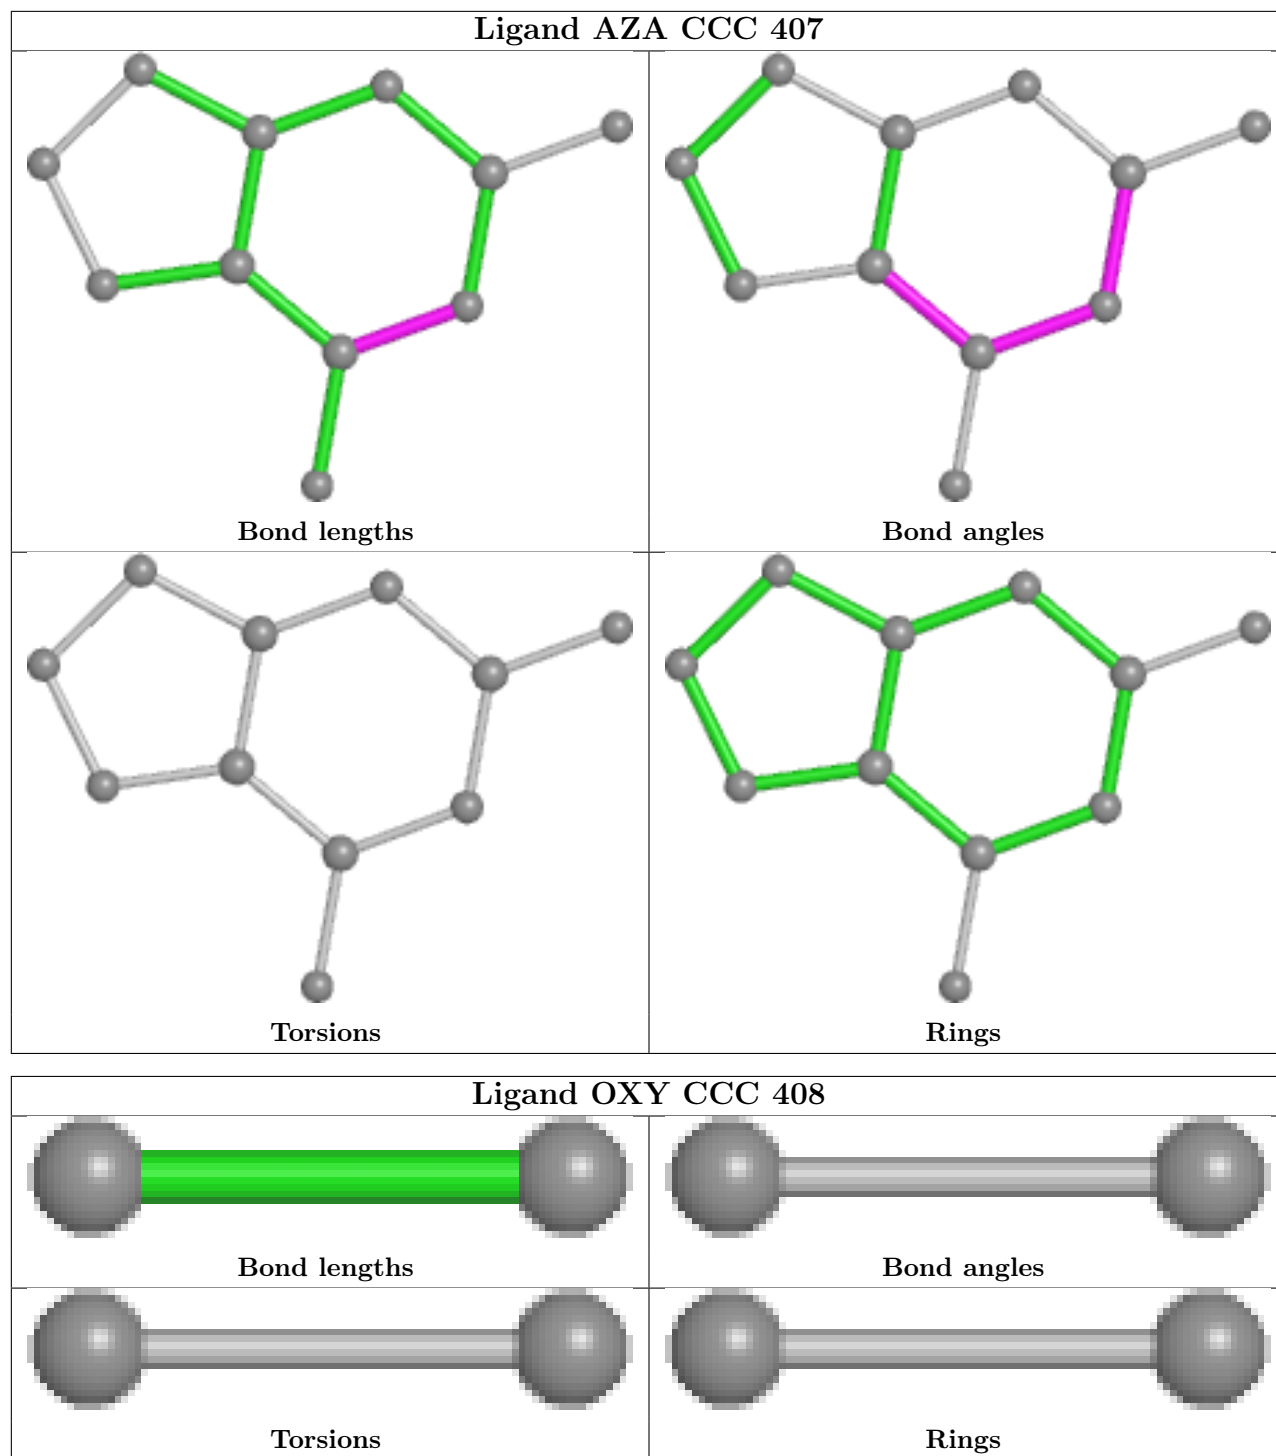 Ligand AZA CCC 407
Bond lengths
Bond angles
Torsions
Rings
Ligand OXY CCC 408
Bond lengths
Bond angles
Torsions
Rings